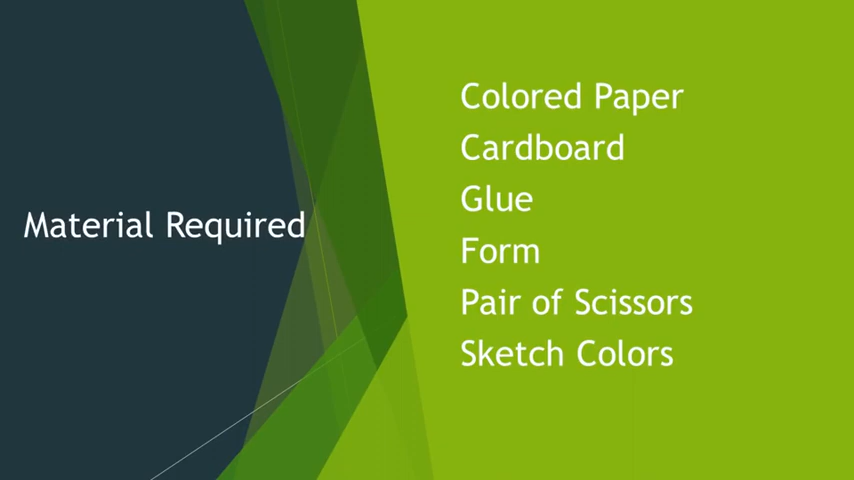 Material Required
Colored Paper
Cardboard
Glue
Form
Pair of Scissors
Sketch Colors